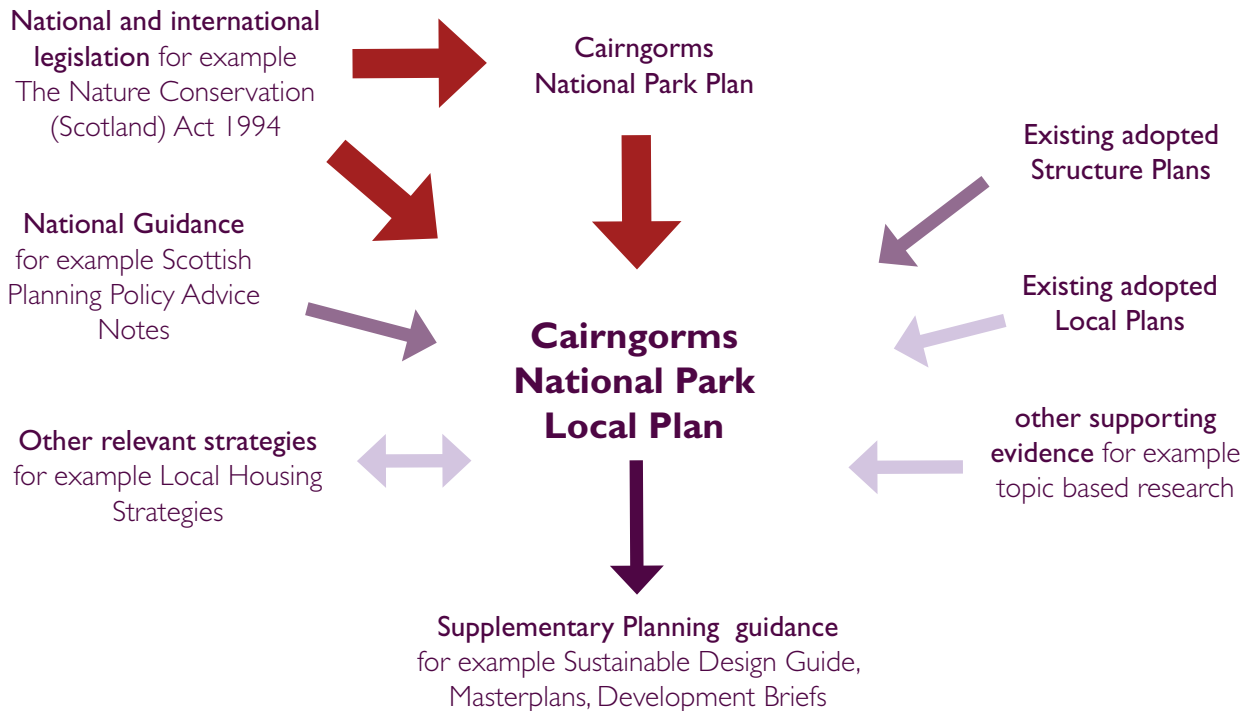 National and international
legislation for example
The Nature Conservation
(Scotland) Act 1994
Cairngorms
National Park Plan
Existing adopted
Structure Plans
National Guidance
for example Scottish
Planning Policy Advice
Notes
Existing adopted
Local Plans
Cairngorms
National Park
Local Plan
Other relevant strategies
for example Local Housing
Strategies
other supporting
evidence for example
topic based research
Supplementary Planning guidance
for example Sustainable Design Guide,
Masterplans, Development Briefs